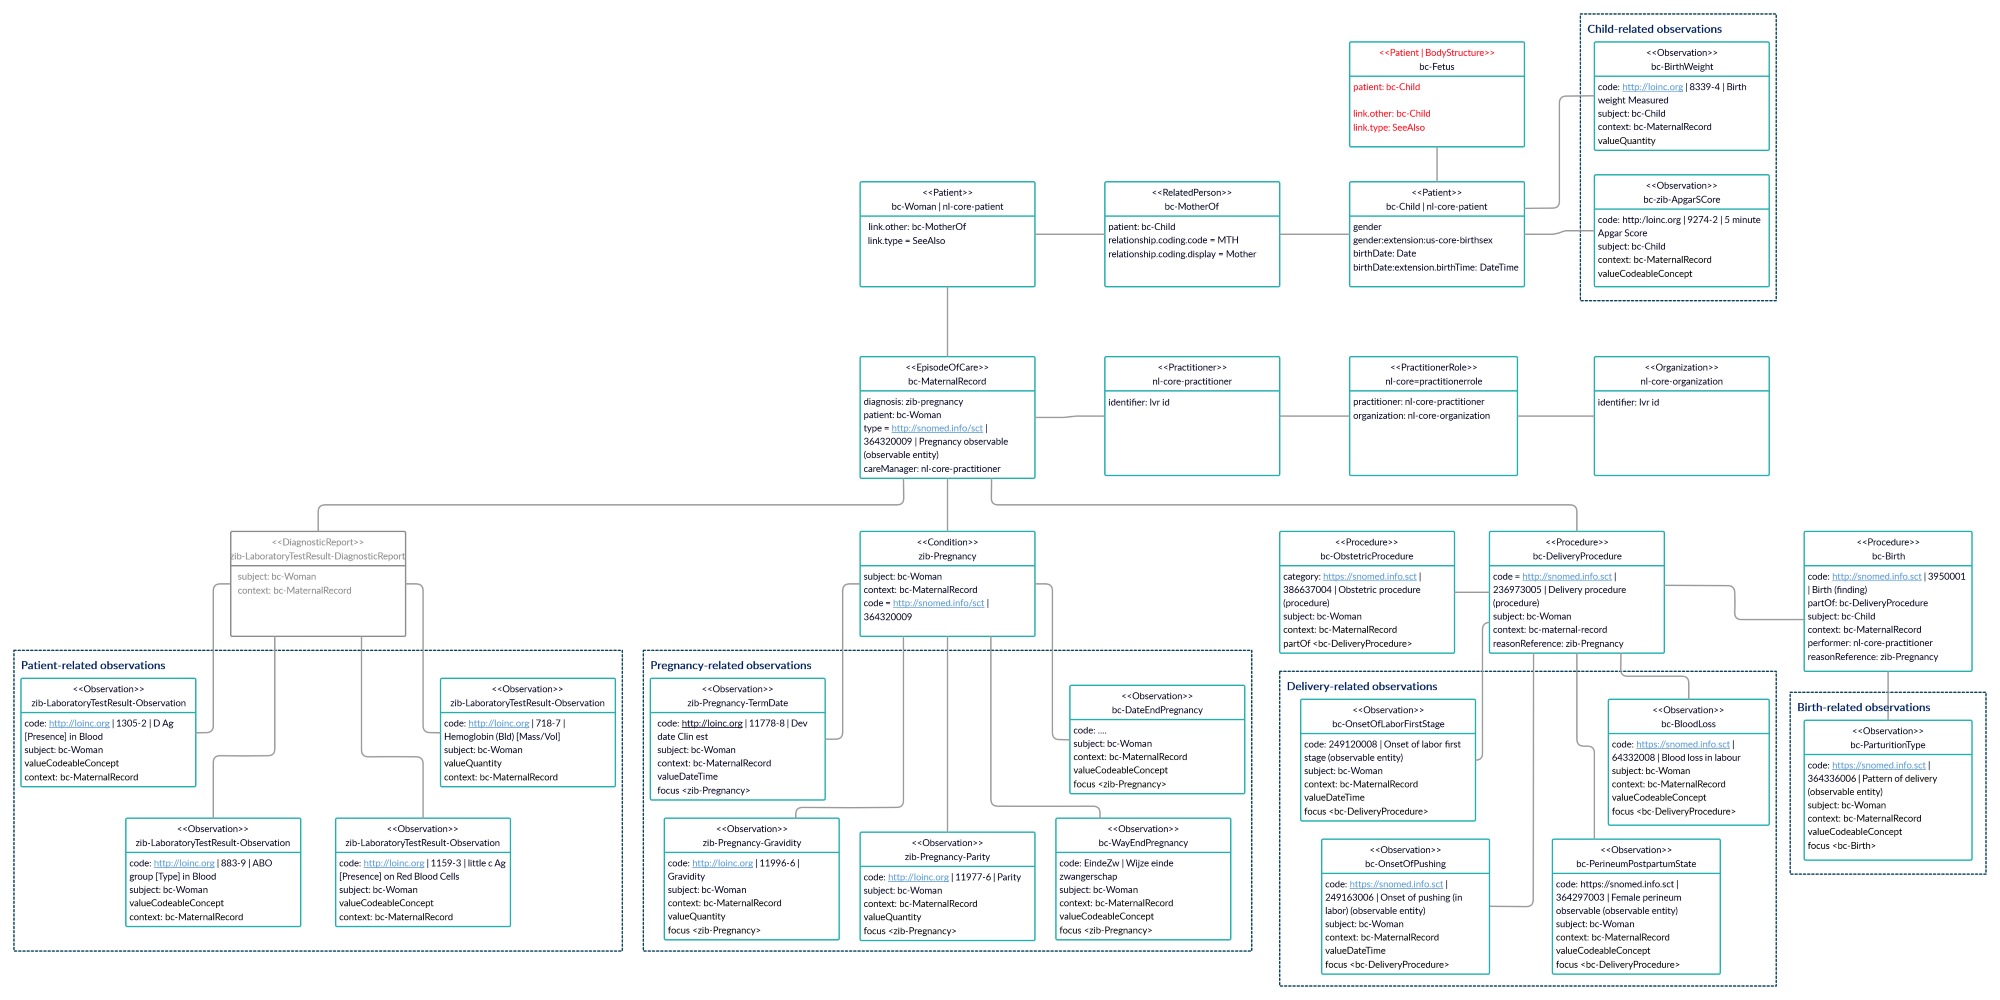 Child-related observations
<<Observation>>
bc-BirthWeight
code: http://loinc.org | 8339-4 | Birth
weight Measured
subject: bc-Child
context: bc-MaternalRecord
valueQuantity
<<Patient | BodyStructure>>
bc-Fetus
patient: bc-Child
link.other: bc-Child
link.type: SeeAlso
<<Patient>>
bc-Woman | nl-core-patient
link.other: bc-MotherOf
link.type = SeeAlso
<<RelatedPerson>>
bc-MotherOf
patient: bc-Child
relationship.coding.code = MTH
relationship.coding.display = Mother
<<Patient>>
bc-Child | nl-core-patient
gender
gender:extension:us-core-birthsex
birthDate: Date
birthDate:extension.birthTime: DateTime
<<Observation>>
bc-zib-ApgarSCore
code: http:/loinc.org | 9274-2 | 5 minute
Apgar Score
subject: bc-Child
context: bc-MaternalRecord
valueCodeableConcept
<<EpisodeOfCare>>
bc-MaternalRecord
diagnosis: zib-pregnancy
patient: bc-Woman
type = http://snomed.info/sct |
364320009 | Pregnancy observable
(observable entity)
careManager: nl-core-practitioner
<<Practitioner>>
nl-core-practitioner
identifier: lvr id
<<PractitionerRole>>
nl-core=practitionerrole
practitioner: nl-core-practitioner
organization: nl-core-organization
<<Organization>>
nl-core-organization
identifier: lvr id
<<DiagnosticReport>>
zib-LaboratoryTestResult-DiagnosticReport
subject: bc-Woman
context: bc-MaternalRecord
<<Condition>>
zib-Pregnancy
subject: bc-Woman
context: bc-MaternalRecord
code = http://snomed.info/sct |
364320009
<<Procedure>>
bc-ObstetricProcedure
category: https://snomed.info.sct |
386637004 | Obstetric procedure
(procedure)
subject: bc-Woman
context: bc-MaternalRecord
partOf <bc-DeliveryProcedure>
<<Procedure>>
bc-DeliveryProcedure
code = http://snomed.info.sct |
236973005 | Delivery procedure
(procedure)
subject: bc-Woman
context: bc-maternal-record
reasonReference: zib-Pregnancy
<<Procedure>>
bc-Birth
code: http://snomed.info.sct | 3950001
| Birth (finding)
partOf: bc-DeliveryProcedure
subject: bc-Child
context: bc-MaternalRecord
performer: nl-core-practitioner
reasonReference: zib-Pregnancy
Patient-related observations
<<Observation>>
zib-LaboratoryTestResult-Observation
code: http://loinc.org | 1305-2 | D Ag
[Presence] in Blood
subject: bc-Woman
valueCodeableConcept
context: bc-MaternalRecord
<<Observation>>
zib-LaboratoryTestResult-Observation
code: http://loinc.org | 718-7 |
Hemoglobin (Bld) [Mass/Vol]
subject: bc-Woman
valueQuantity
context: bc-MaternalRecord
<<Observation>>
zib-LaboratoryTestResult-Observation
code: http://loinc.org | 883-9 | ABO
group [Type] in Blood
subject: bc-Woman
valueCodeableConcept
context: bc-MaternalRecord
<<Observation>>
zib-LaboratoryTestResult-Observation
code: http://loinc.org | 1159-3 | little c Ag
[Presence] on Red Blood Cells
subject: bc-Woman
valueCodeableConcept
context: bc-MaternalRecord
Pregnancy-related observations
<<Observation>>
zib-Pregnancy-TermDate
code: http://loinc.org | 11778-8 | Dev
date Clin est
subject: bc-Woman
context: bc-MaternalRecord
valueDateTime
focus <zib-Pregnancy>
<<Observation>>
bc-DateEndPregnancy
code: ....
subject: bc-Woman
context: bc-MaternalRecord
valueCodeableConcept
focus <zib-Pregnancy>
<<Observation>>
zib-Pregnancy-Gravidity
code: http://loinc.org | 11996-6 |
Gravidity
subject: bc-Woman
context: bc-MaternalRecord
valueQuantity
focus <zib-Pregnancy>
<<Observation>>
zib-Pregnancy-Parity
code: http://loinc.org | 11977-6 | Parity
subject: bc-Woman
context: bc-MaternalRecord
valueQuantity
focus <zib-Pregnancy>
<<Observation>>
bc-WayEndPregnancy
code: EindeZw | Wijze einde
zwangerschap
subject: bc-Woman
context: bc-MaternalRecord
valueCodeableConcept
focus <zib-Pregnancy>
Delivery-related observations
<<Observation>>
bc-OnsetOfLaborFirstStage
code: 249120008 | Onset of labor first
stage (observable entity)
subject: bc-Woman
context: bc-MaternalRecord
valueDateTime
focus <bc-DeliveryProcedure>
<<Observation>>
bc-BloodLoss
code: https://snomed.info.sct |
64332008 | Blood loss in labour
subject: bc-Woman
context: bc-MaternalRecord
valueCodeableConcept
focus <bc-DeliveryProcedure>
<<Observation>>
bc-OnsetOfPushing
code: https://snomed.info.sct |
249163006 | Onset of pushing (in
labor) (observable entity)
subject: bc-Woman
context: bc-MaternalRecord
valueDateTime
focus <bc-DeliveryProcedure>
<<Observation>>
bc-PerineumPostpartumState
code: https://snomed.info.sct |
364297003 | Female perineum
observable (observable entity)
subject: bc-Woman
context: bc-MaternalRecord
valueCodeableConcept
focus <bc-DeliveryProcedure>
Birth-related observations
<<Observation>>
bc-ParturitionType
code: https://snomed.info.sct |
364336006 | Pattern of delivery
(observable entity)
subject: bc-Woman
context: bc-MaternalRecord
valueCodeableConcept
focus <bc-Birth>